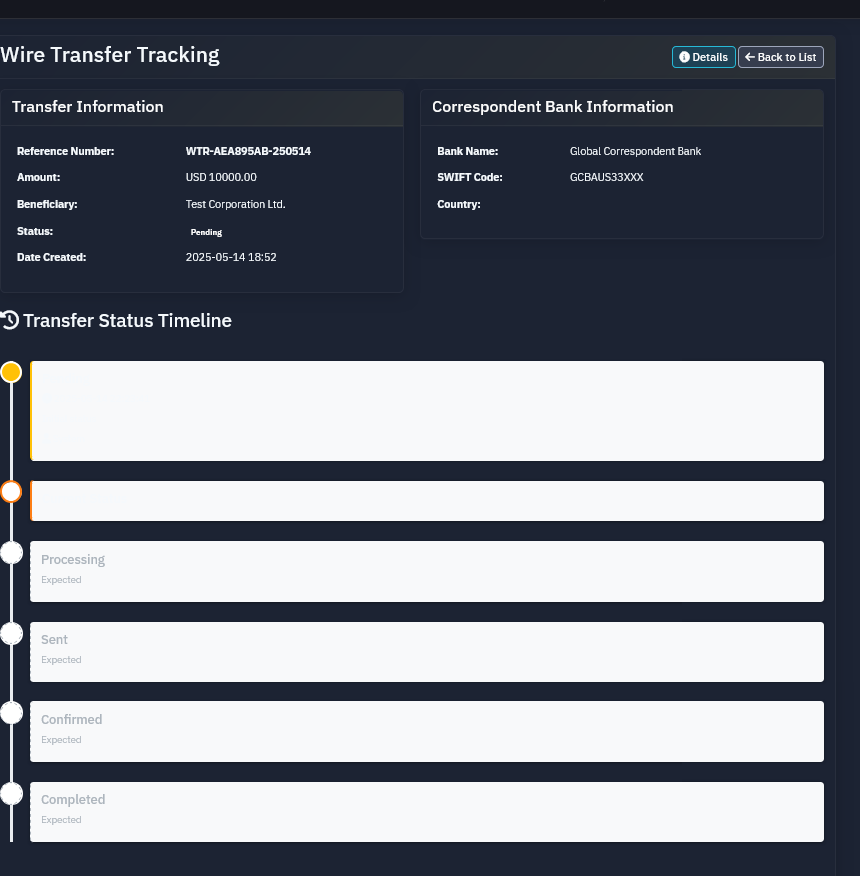 Wire Transfer Tracking
Details
Back to List
Transfer Information
Reference Number: WTR-AEA895AB-250514
Amount: USD 10000.00
Beneficiary: Test Corporation Ltd.
Status: Pending
Date Created: 2025-05-14 18:52
Correspondent Bank Information
Bank Name: Global Correspondent Bank
SWIFT Code: GCBAUS33XXX
Country:
Transfer Status Timeline
Processing
Expected
Sent
Expected
Confirmed
Expected
Completed
Expected